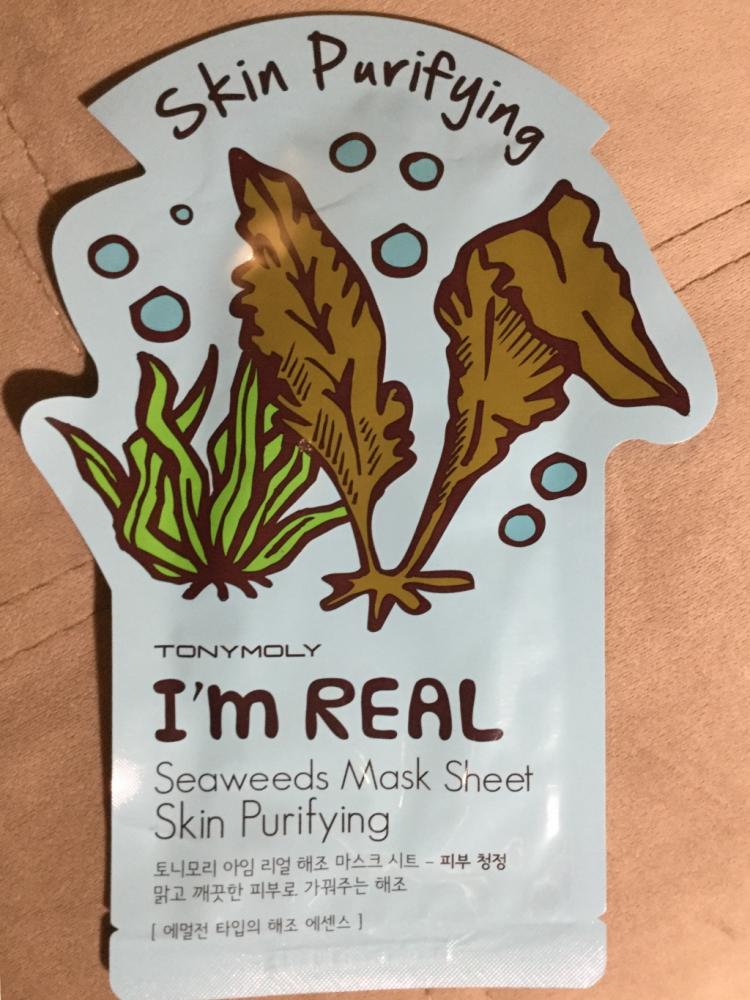 Skin Purifying
TONYMOLY
I'm REAL
Seaweeds Mask Sheet
Skin Purifying
토니모리 아임 리얼 해조 마스크 시트 – 피부 청정
맑고 깨끗한 피부로 가꿔주는 해조
[ 에멀전 타입의 해조 에센스 ]